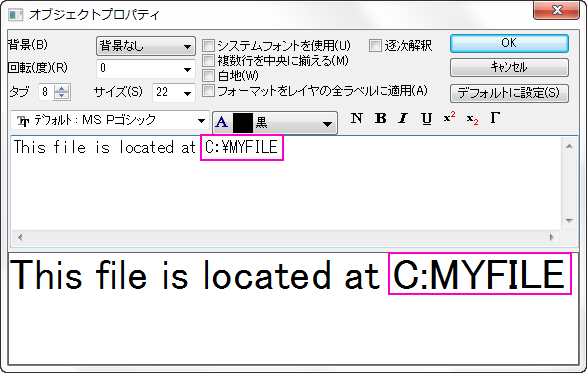 オブジェクトプロパティ
背景(B) 背景なし システムフォントを使用(U) 逐次解釈 OK
複数行を中央に揃える(M)
回転(度)(R) 0 白地(W) キャンセル
タブ 8 サイズ(S) 22 フォーマットをレイヤの全ラベルに適用(A) デフォルトに設定(S)
デフォルト:MS Pゴシック A 黒 N B I U x² x₂ Γ
This file is located at C:¥MYFILE
This file is located at C:MYFILE